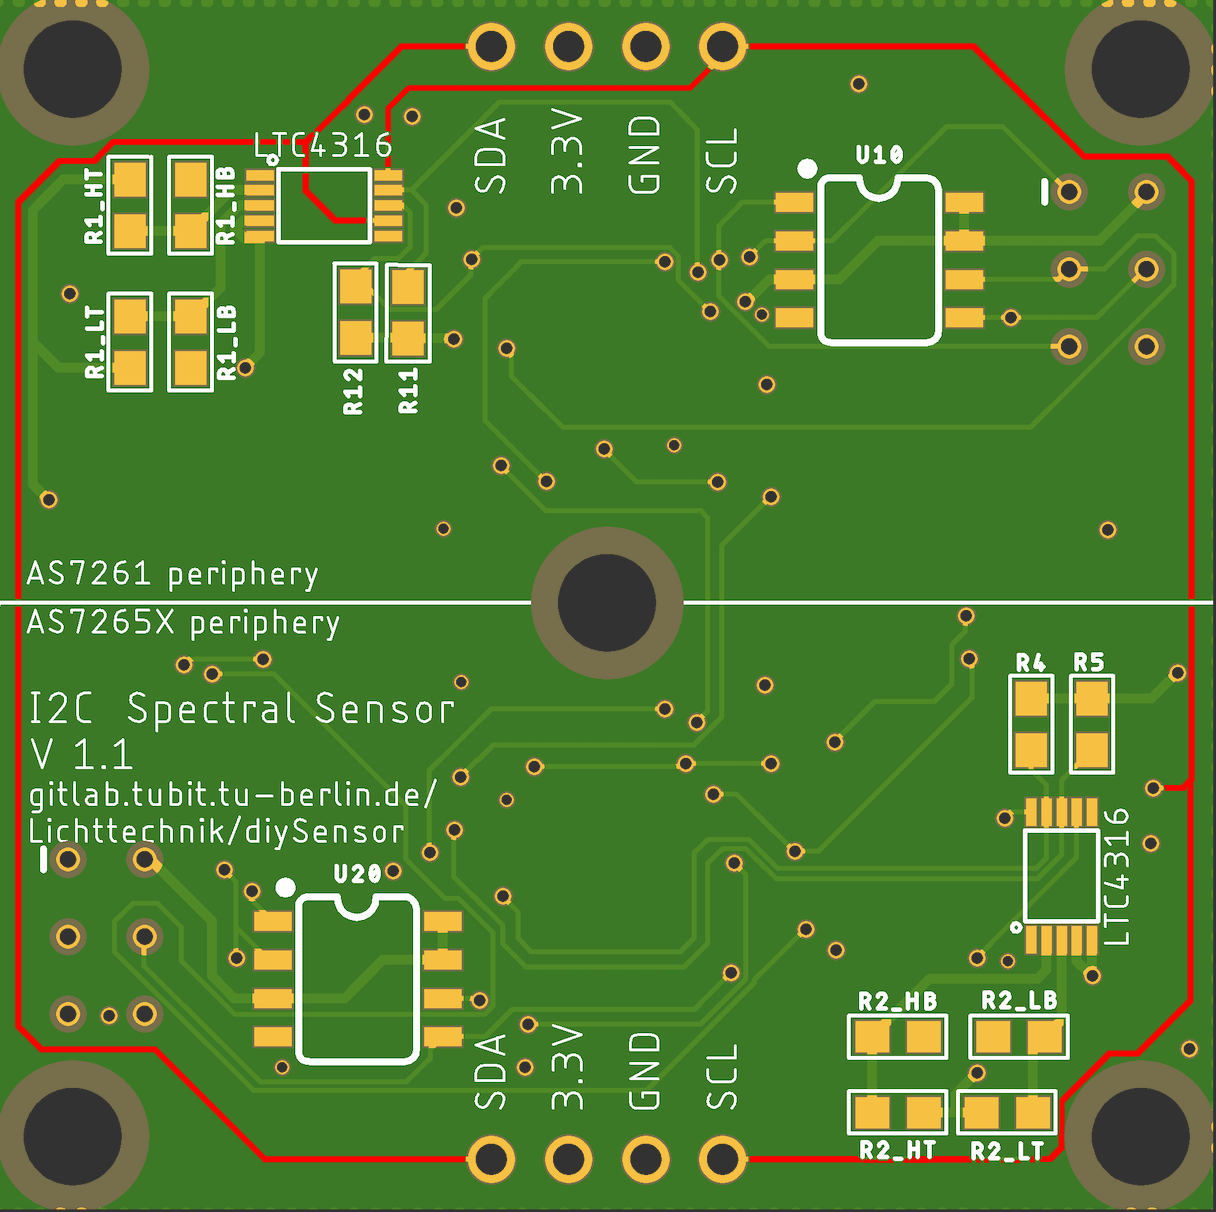 SDA
3.3V
GND
SCL
LTC4316
U10
R1_HT
R1_HB
R1_LT
R1_LB
R12
R11
AS7261 periphery
AS7265X periphery
R4
R5
I2C Spectral Sensor
V 1.1
gitlab.tubit.tu-berlin.de/
Lichttechnik/diySensor
LTC4316
U20
R2_HB
R2_LB
SDA
3.3V
GND
SCL
R2_HT
R2_LT